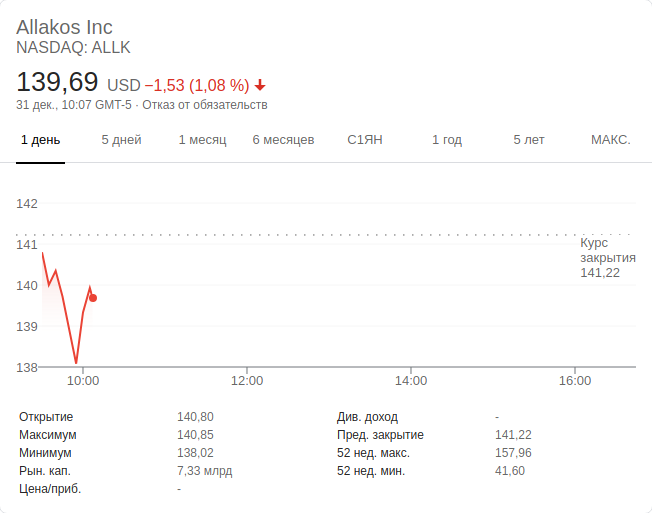 Allakos Inc
NASDAQ: ALLK
139,69 USD −1,53 (1,08 %)
31 дек., 10:07 GMT-5 · Отказ от обязательств
1 день 5 дней 1 месяц 6 месяцев С1ЯН 1 год 5 лет МАКС.
142
141
140
139
138
Курс
закрытия
141,22
10:00 12:00 14:00 16:00
Открытие 140,80 Див. доход -
Максимум 140,85 Пред. закрытие 141,22
Минимум 138,02 52 нед. макс. 157,96
Рын. кап. 7,33 млрд 52 нед. мин. 41,60
Цена/приб. -